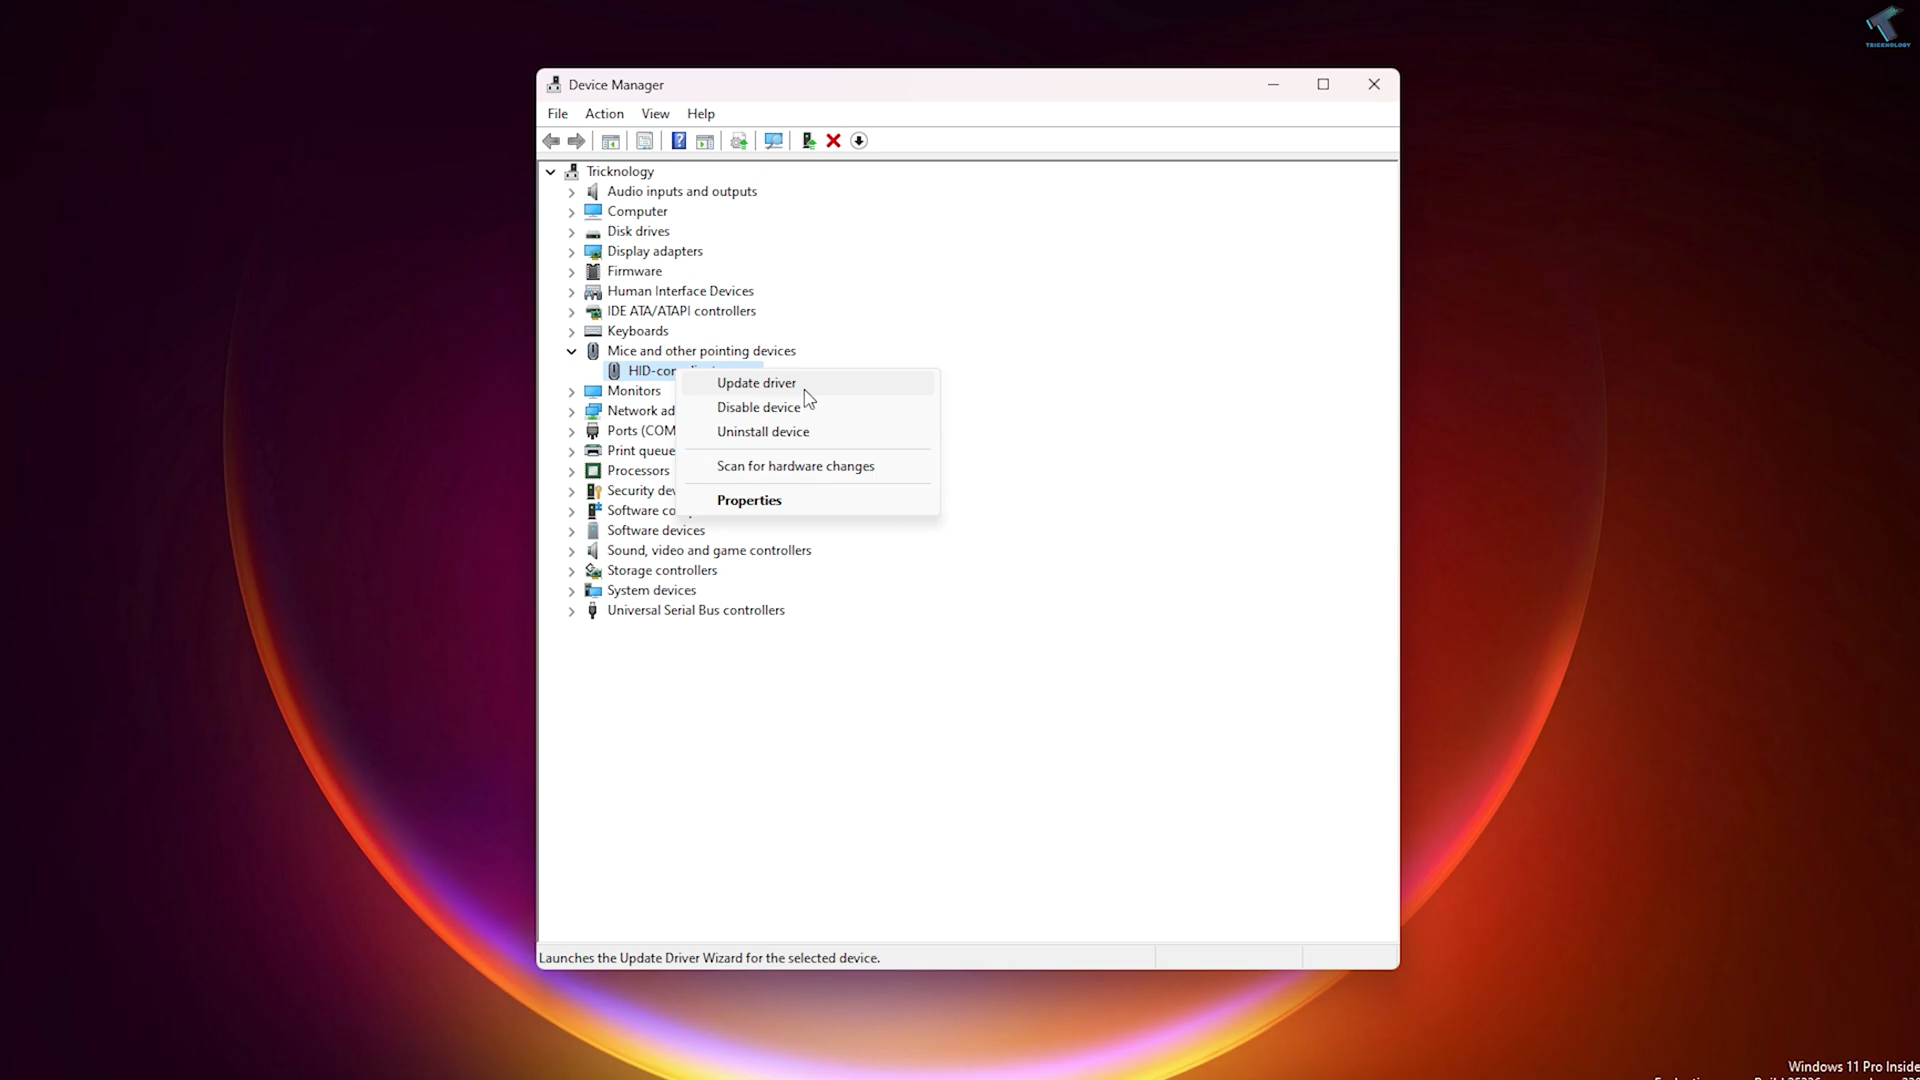 TRICKNOLOGY
Device Manager
File Action View Help
Tricknology
Audio inputs and outputs
Computer
Disk drives
Display adapters
Firmware
Human Interface Devices
IDE ATA/ATAPI controllers
Keyboards
Mice and other pointing devices
HID-com
Update driver
Monitors
Disable device
Network ad
Ports (COM
Uninstall device
Print queue
Processors
Scan for hardware changes
Security dev
Properties
Software co
Software devices
Sound, video and game controllers
Storage controllers
System devices
Universal Serial Bus controllers
Launches the Update Driver Wizard for the selected device.
Windows 11 Pro Inside